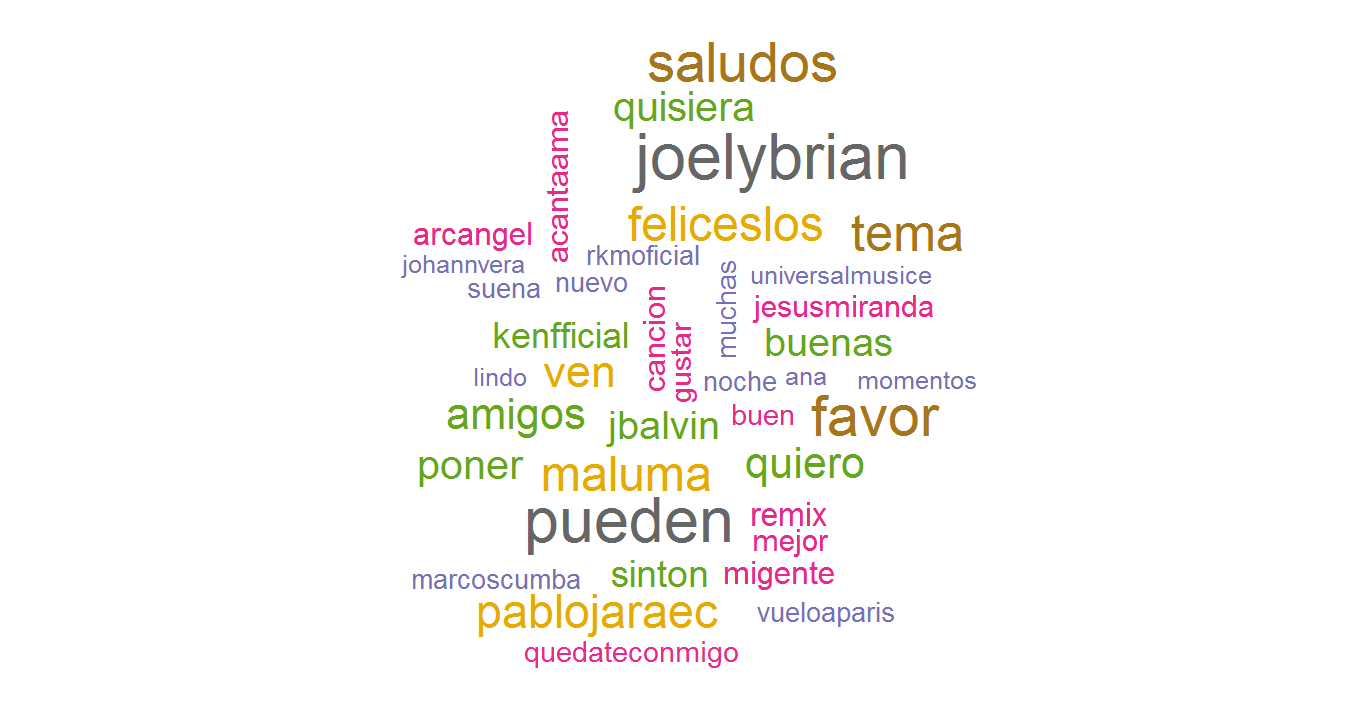 saludos
quisiera
joelybrian
acantaama
arcangel
feliceslos
tema
rkmoficial
johannvera
suena
nuevo
muchas
universalmusice
jesusmiranda
kenfficial
cancion
gustar
buenas
lindo
ven
noche
ana
momentos
amigos
jbalvin
buen
favor
poner
maluma
quiero
pueden
remix
mejor
marcoscumba
sinton
migente
pablojaraec
vueloaparis
quedateconmigo